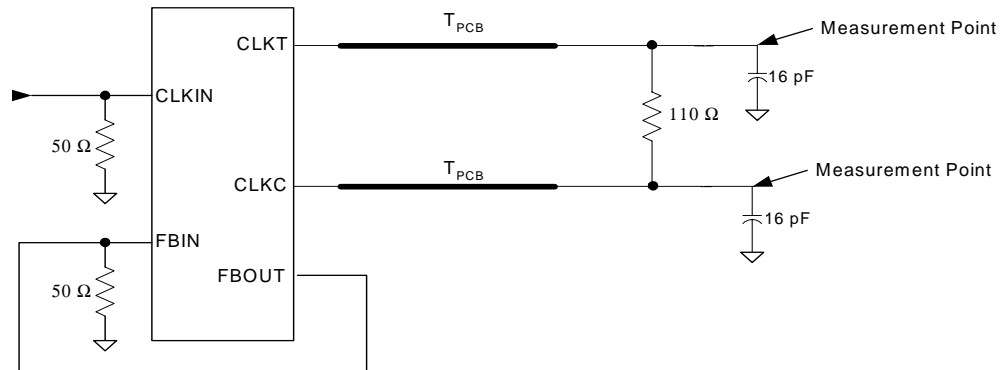 T_PCB
Measurement Point
CLKT
16 pF
CLKIN
110 Ω
50 Ω
T_PCB
Measurement Point
CLKC
16 pF
FBIN
FBOUT
50 Ω